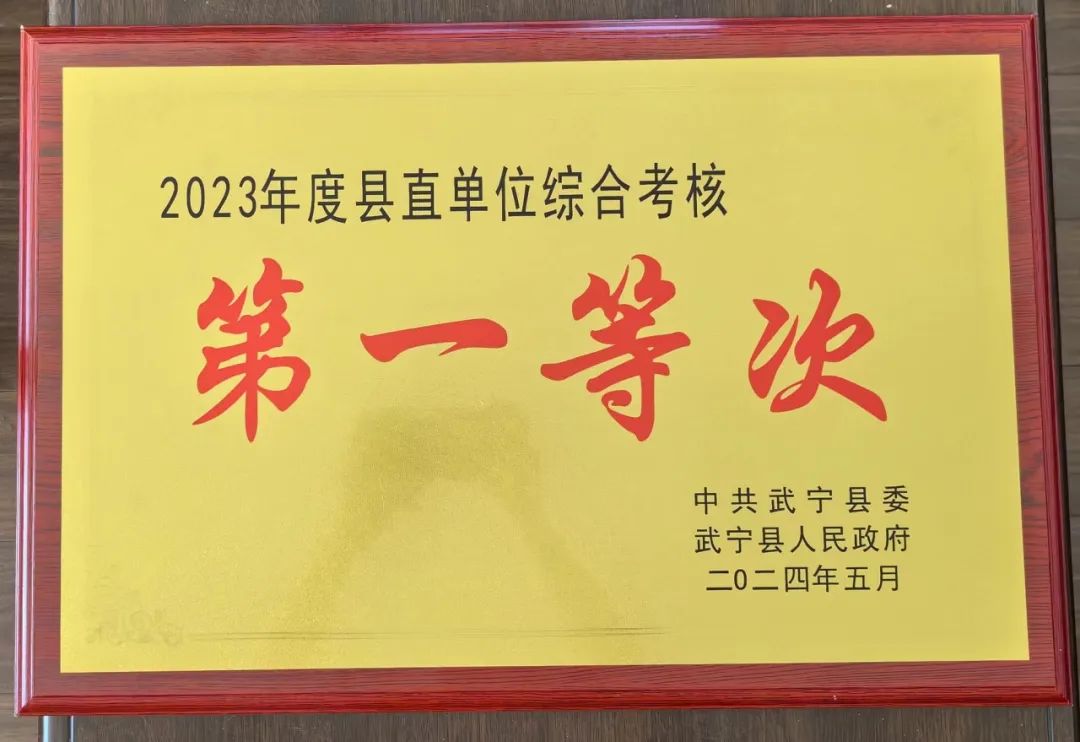 2023年度县直单位综合考核
第一等次
中共武宁县委
武宁县人民政府
二0二四年五月